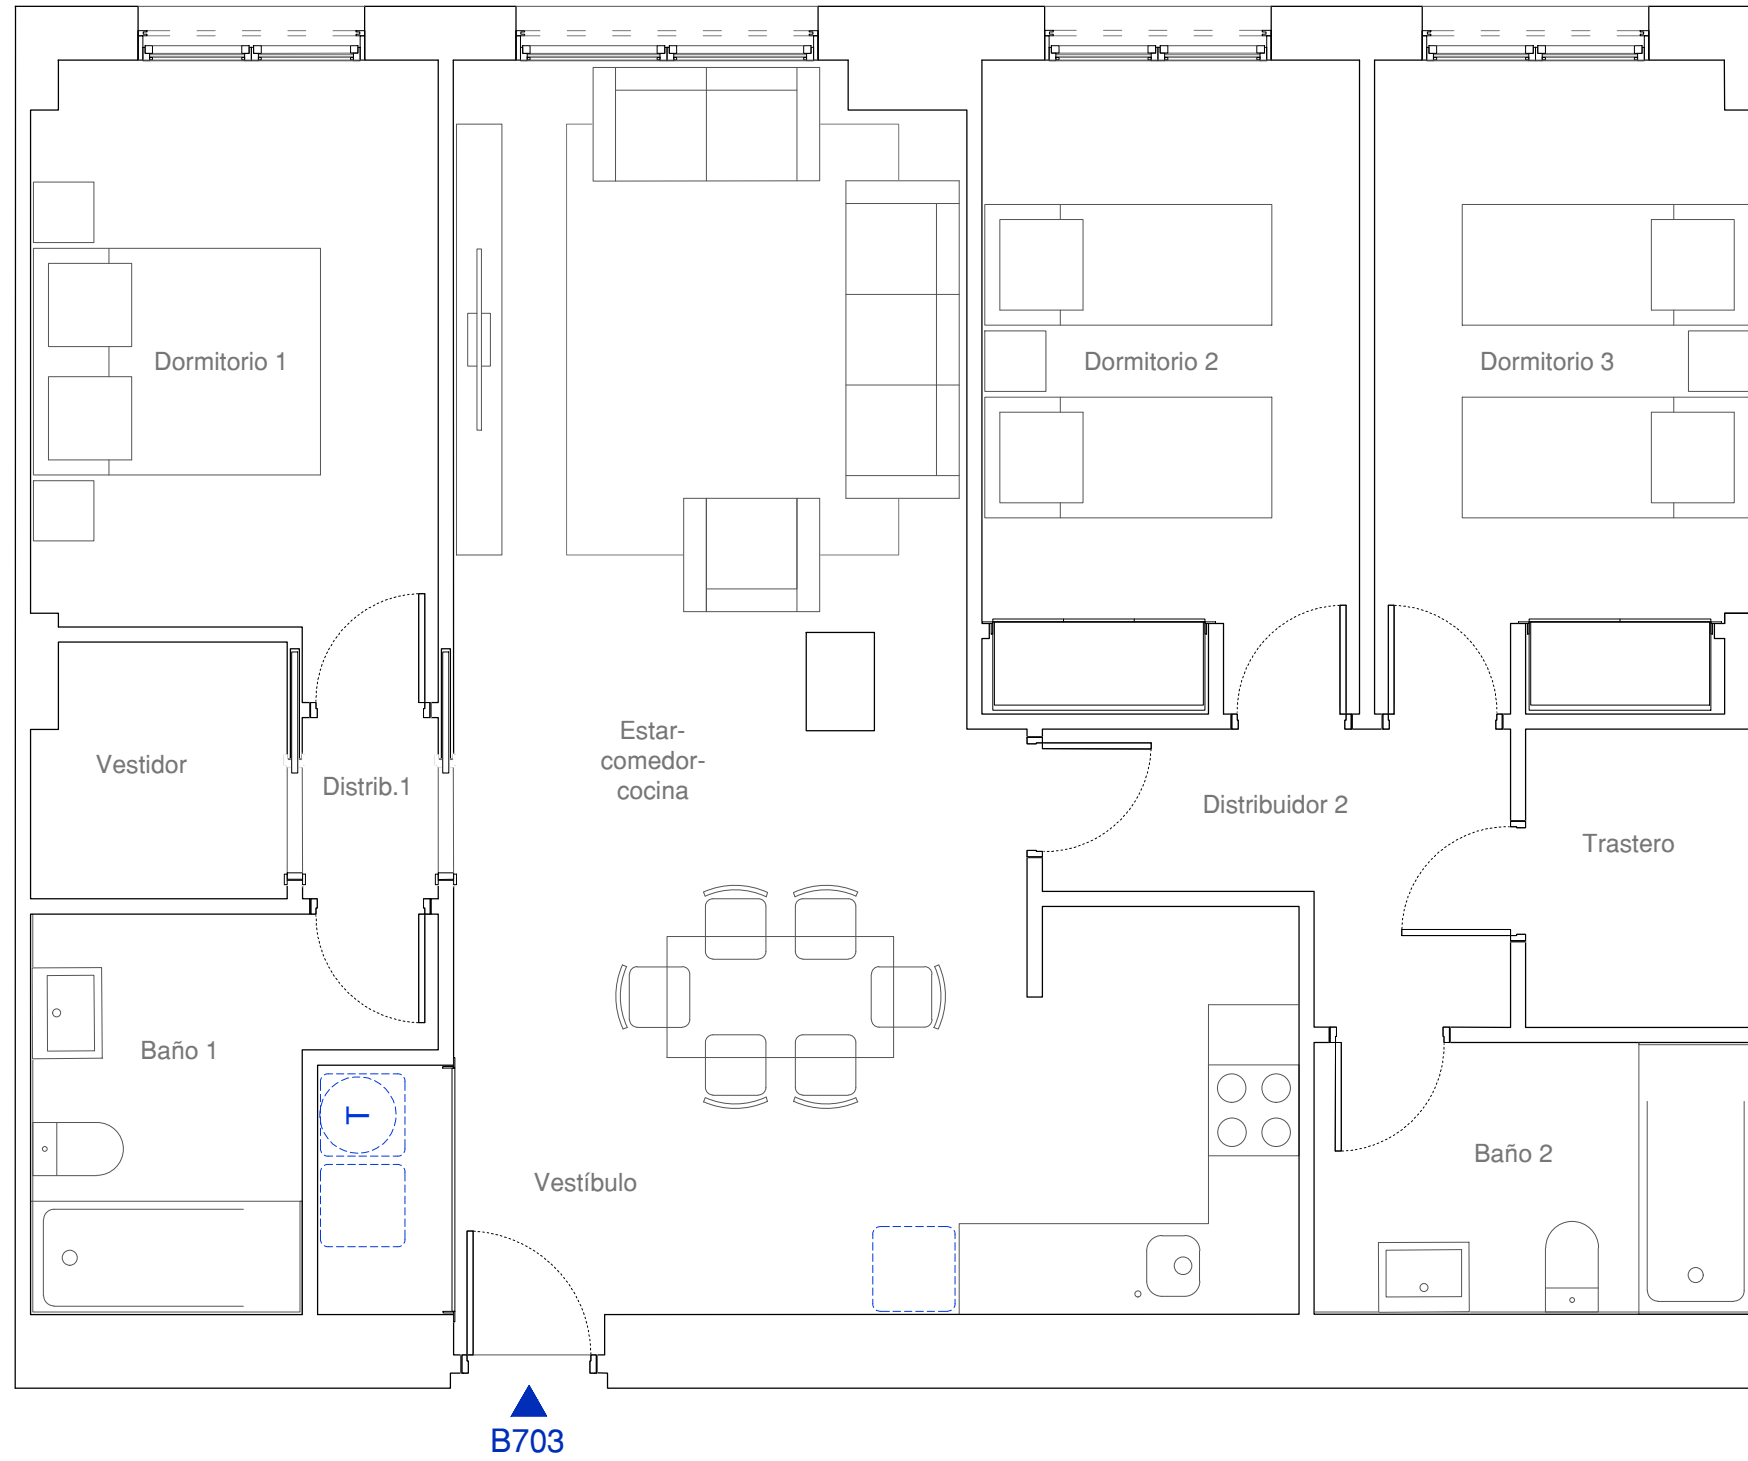 Dormitorio 1
Dormitorio 2
Dormitorio 3
Estar-
comedor-
cocina
Vestidor
Distrib.1
Distribuidor 2
Trastero
Baño 1
T
Vestíbulo
Baño 2
B703